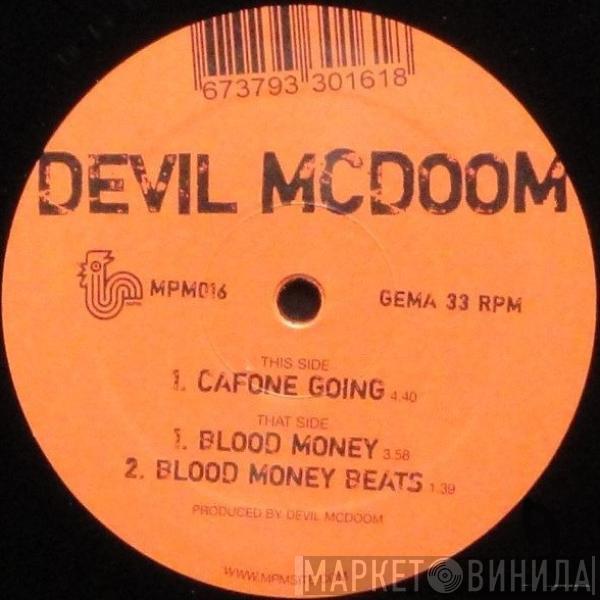 673793 301618
DEVIL MCDOOM
MPM016
GEMA 33 RPM
THIS SIDE
1. CAFONE GOING 4.40
THAT SIDE
1. BLOOD MONEY 3.58
2. BLOOD MONEY BEATS 1.39
PRODUCED BY DEVIL MCDOOM
МАРКЕТ ВИНИЛА